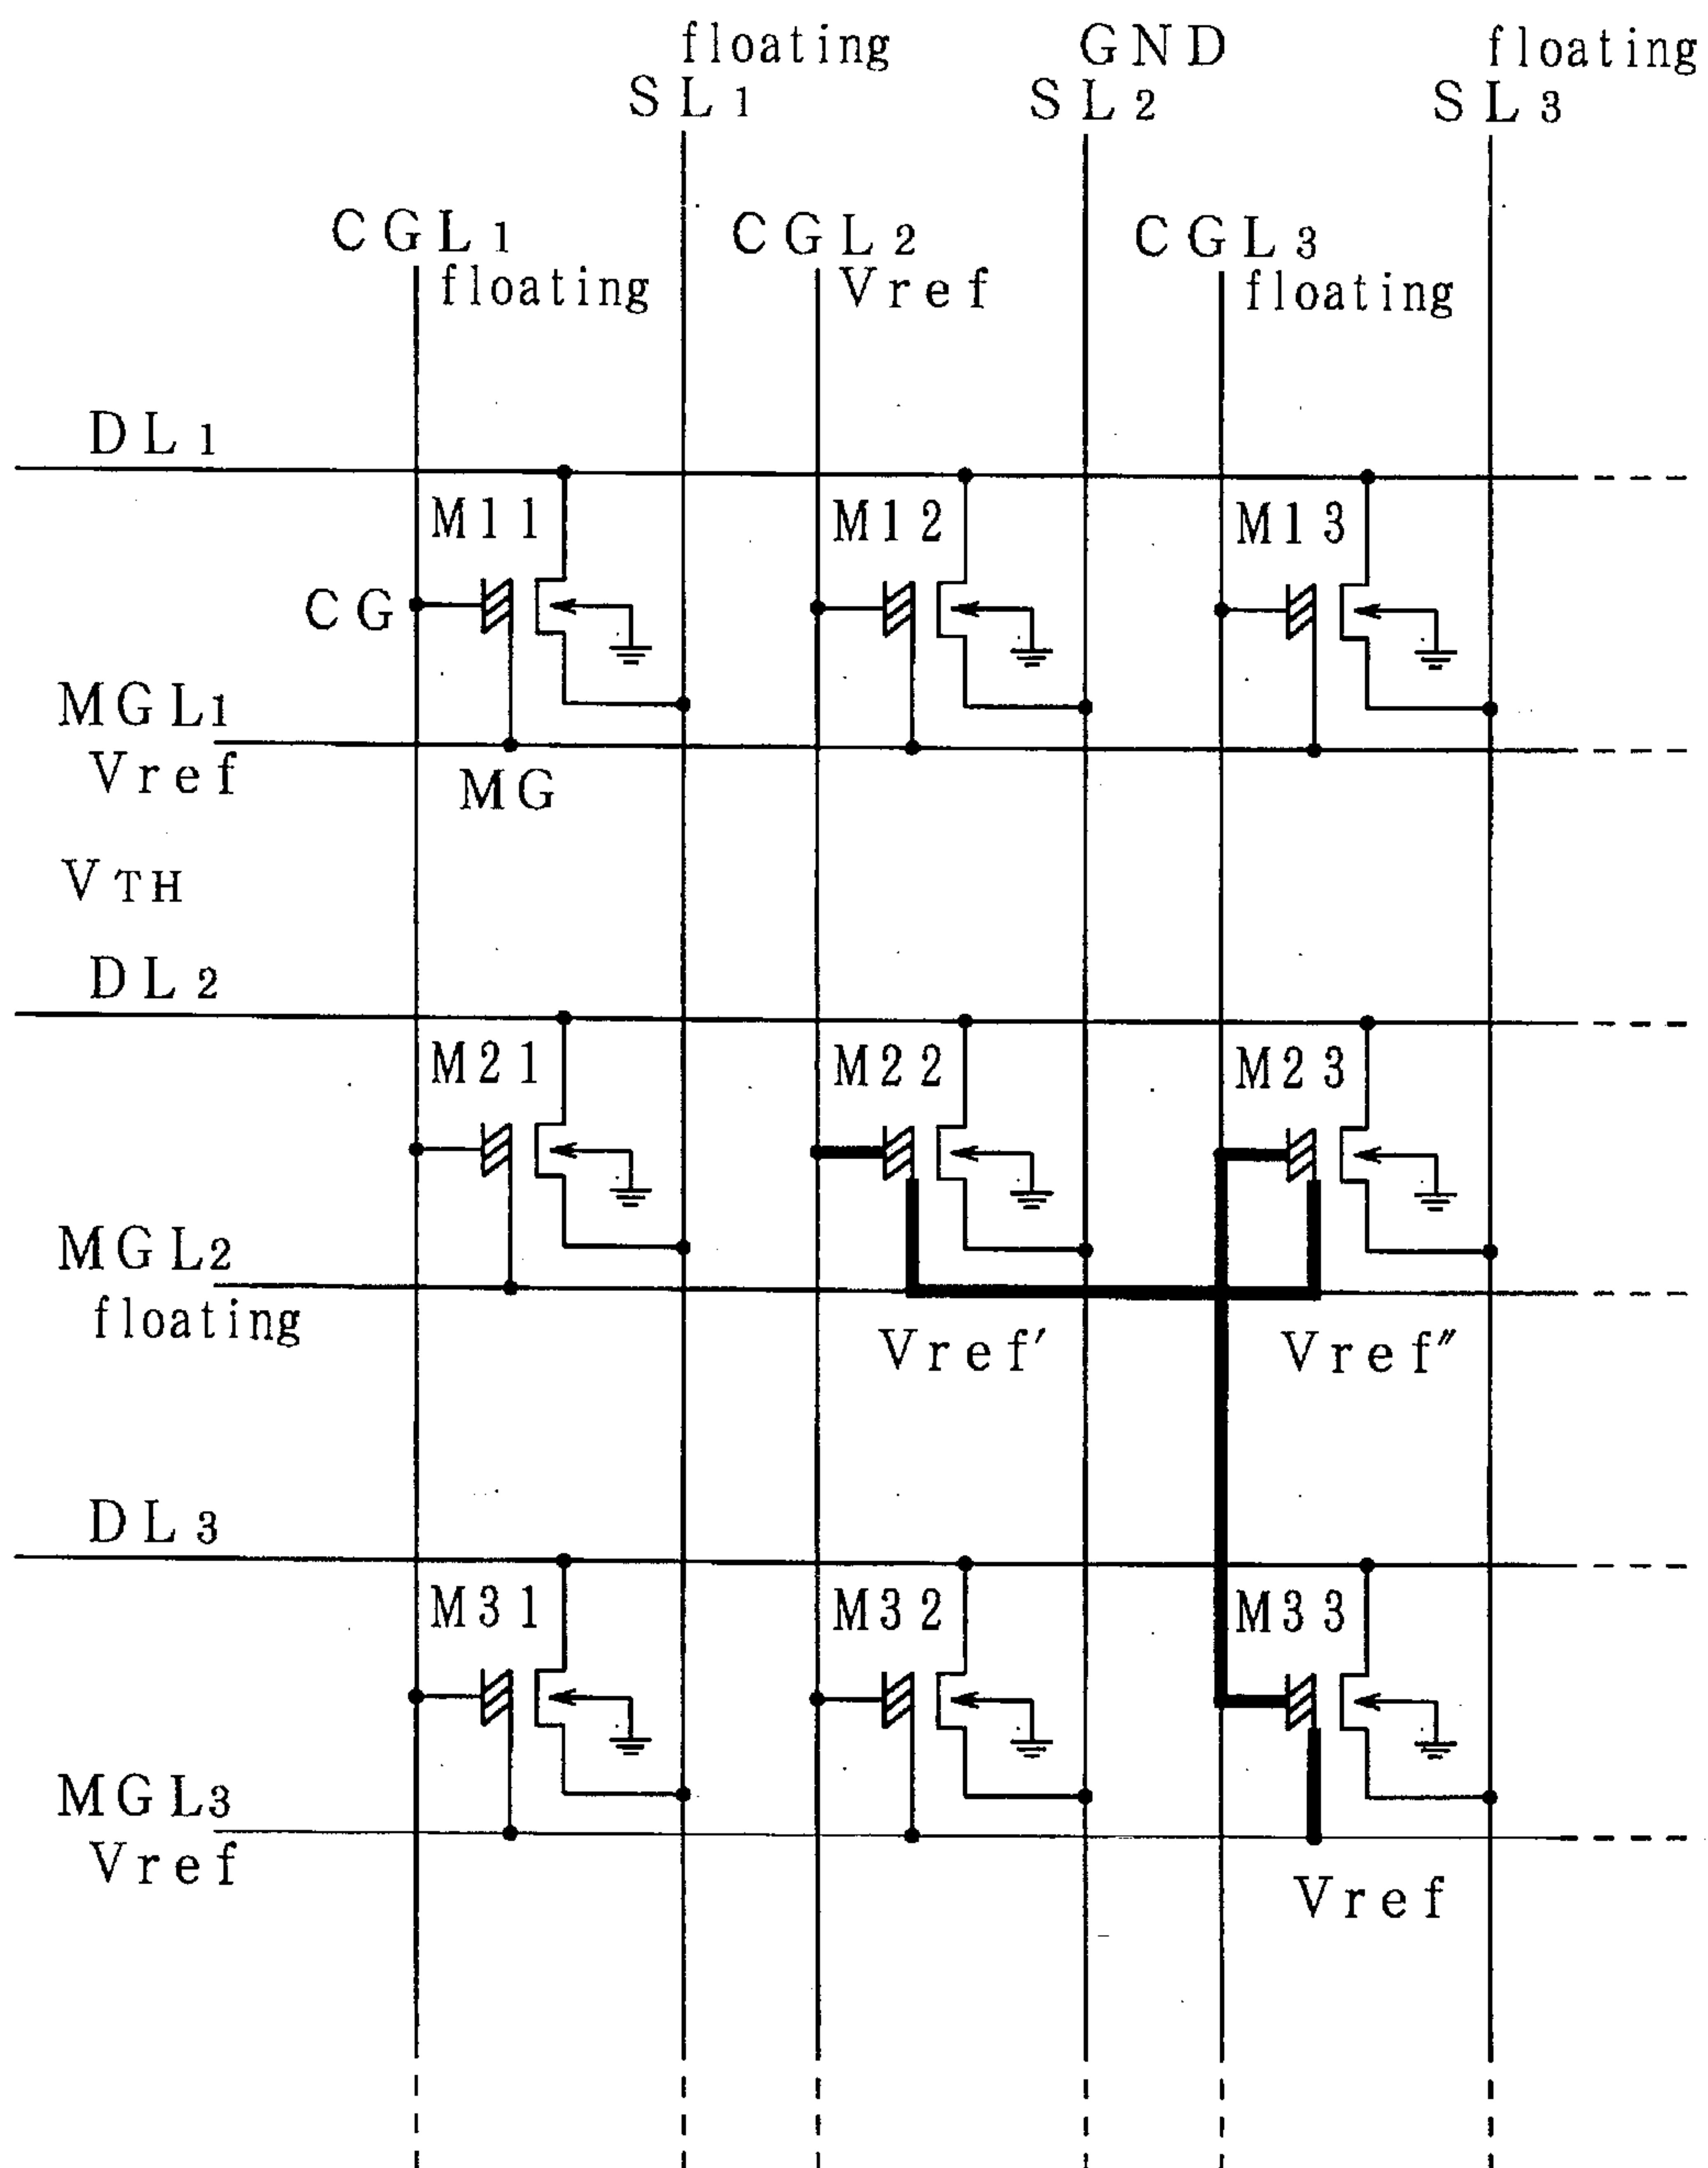 floating GND floating
SL1 SL2 SL3
CGL1 CGL2 CGL3
floating Vref floating
DL1
M11 M12 M13
CG
MGL1
Vref
MG
VTH
DL2
M21 M22 M23
MGL2
floating
Vref′ Vref″
DL3
M31 M32 M33
MGL3
Vref
Vref